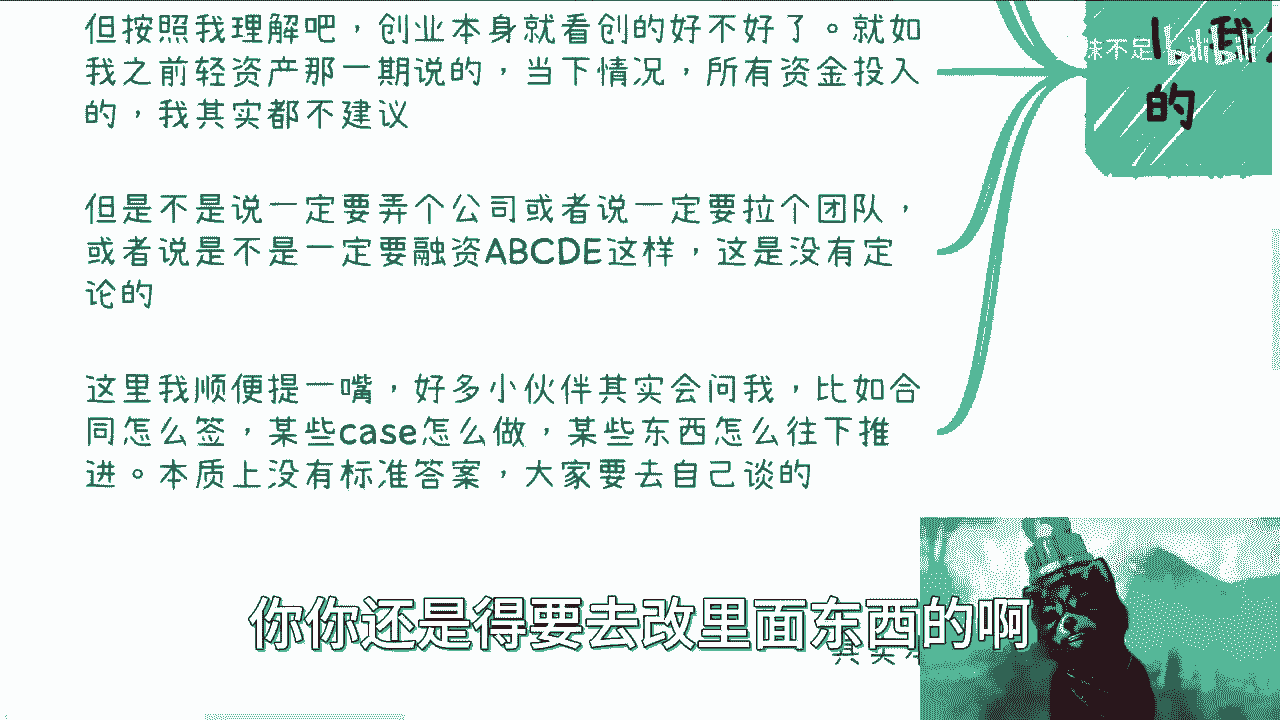 但按照我理解吧，创业本身就看创的好不好了。就如
我之前轻资产那一期说的，当下情况，所有资金投入
的，我其实都不建议
但是不是说一定要弄个公司或者说一定要拉个团队，
或者说是不是一定要融资ABCDE这样，这是没有定
论的
这里我顺便提一嘴，好多小伙伴其实会问我，比如合
同怎么签，某些case怎么做，某些东西怎么往下推
进。本质上没有标准答案，大家要去自己谈的
1. 我
的
不足
其实
你你还是得要去改里面东西的啊